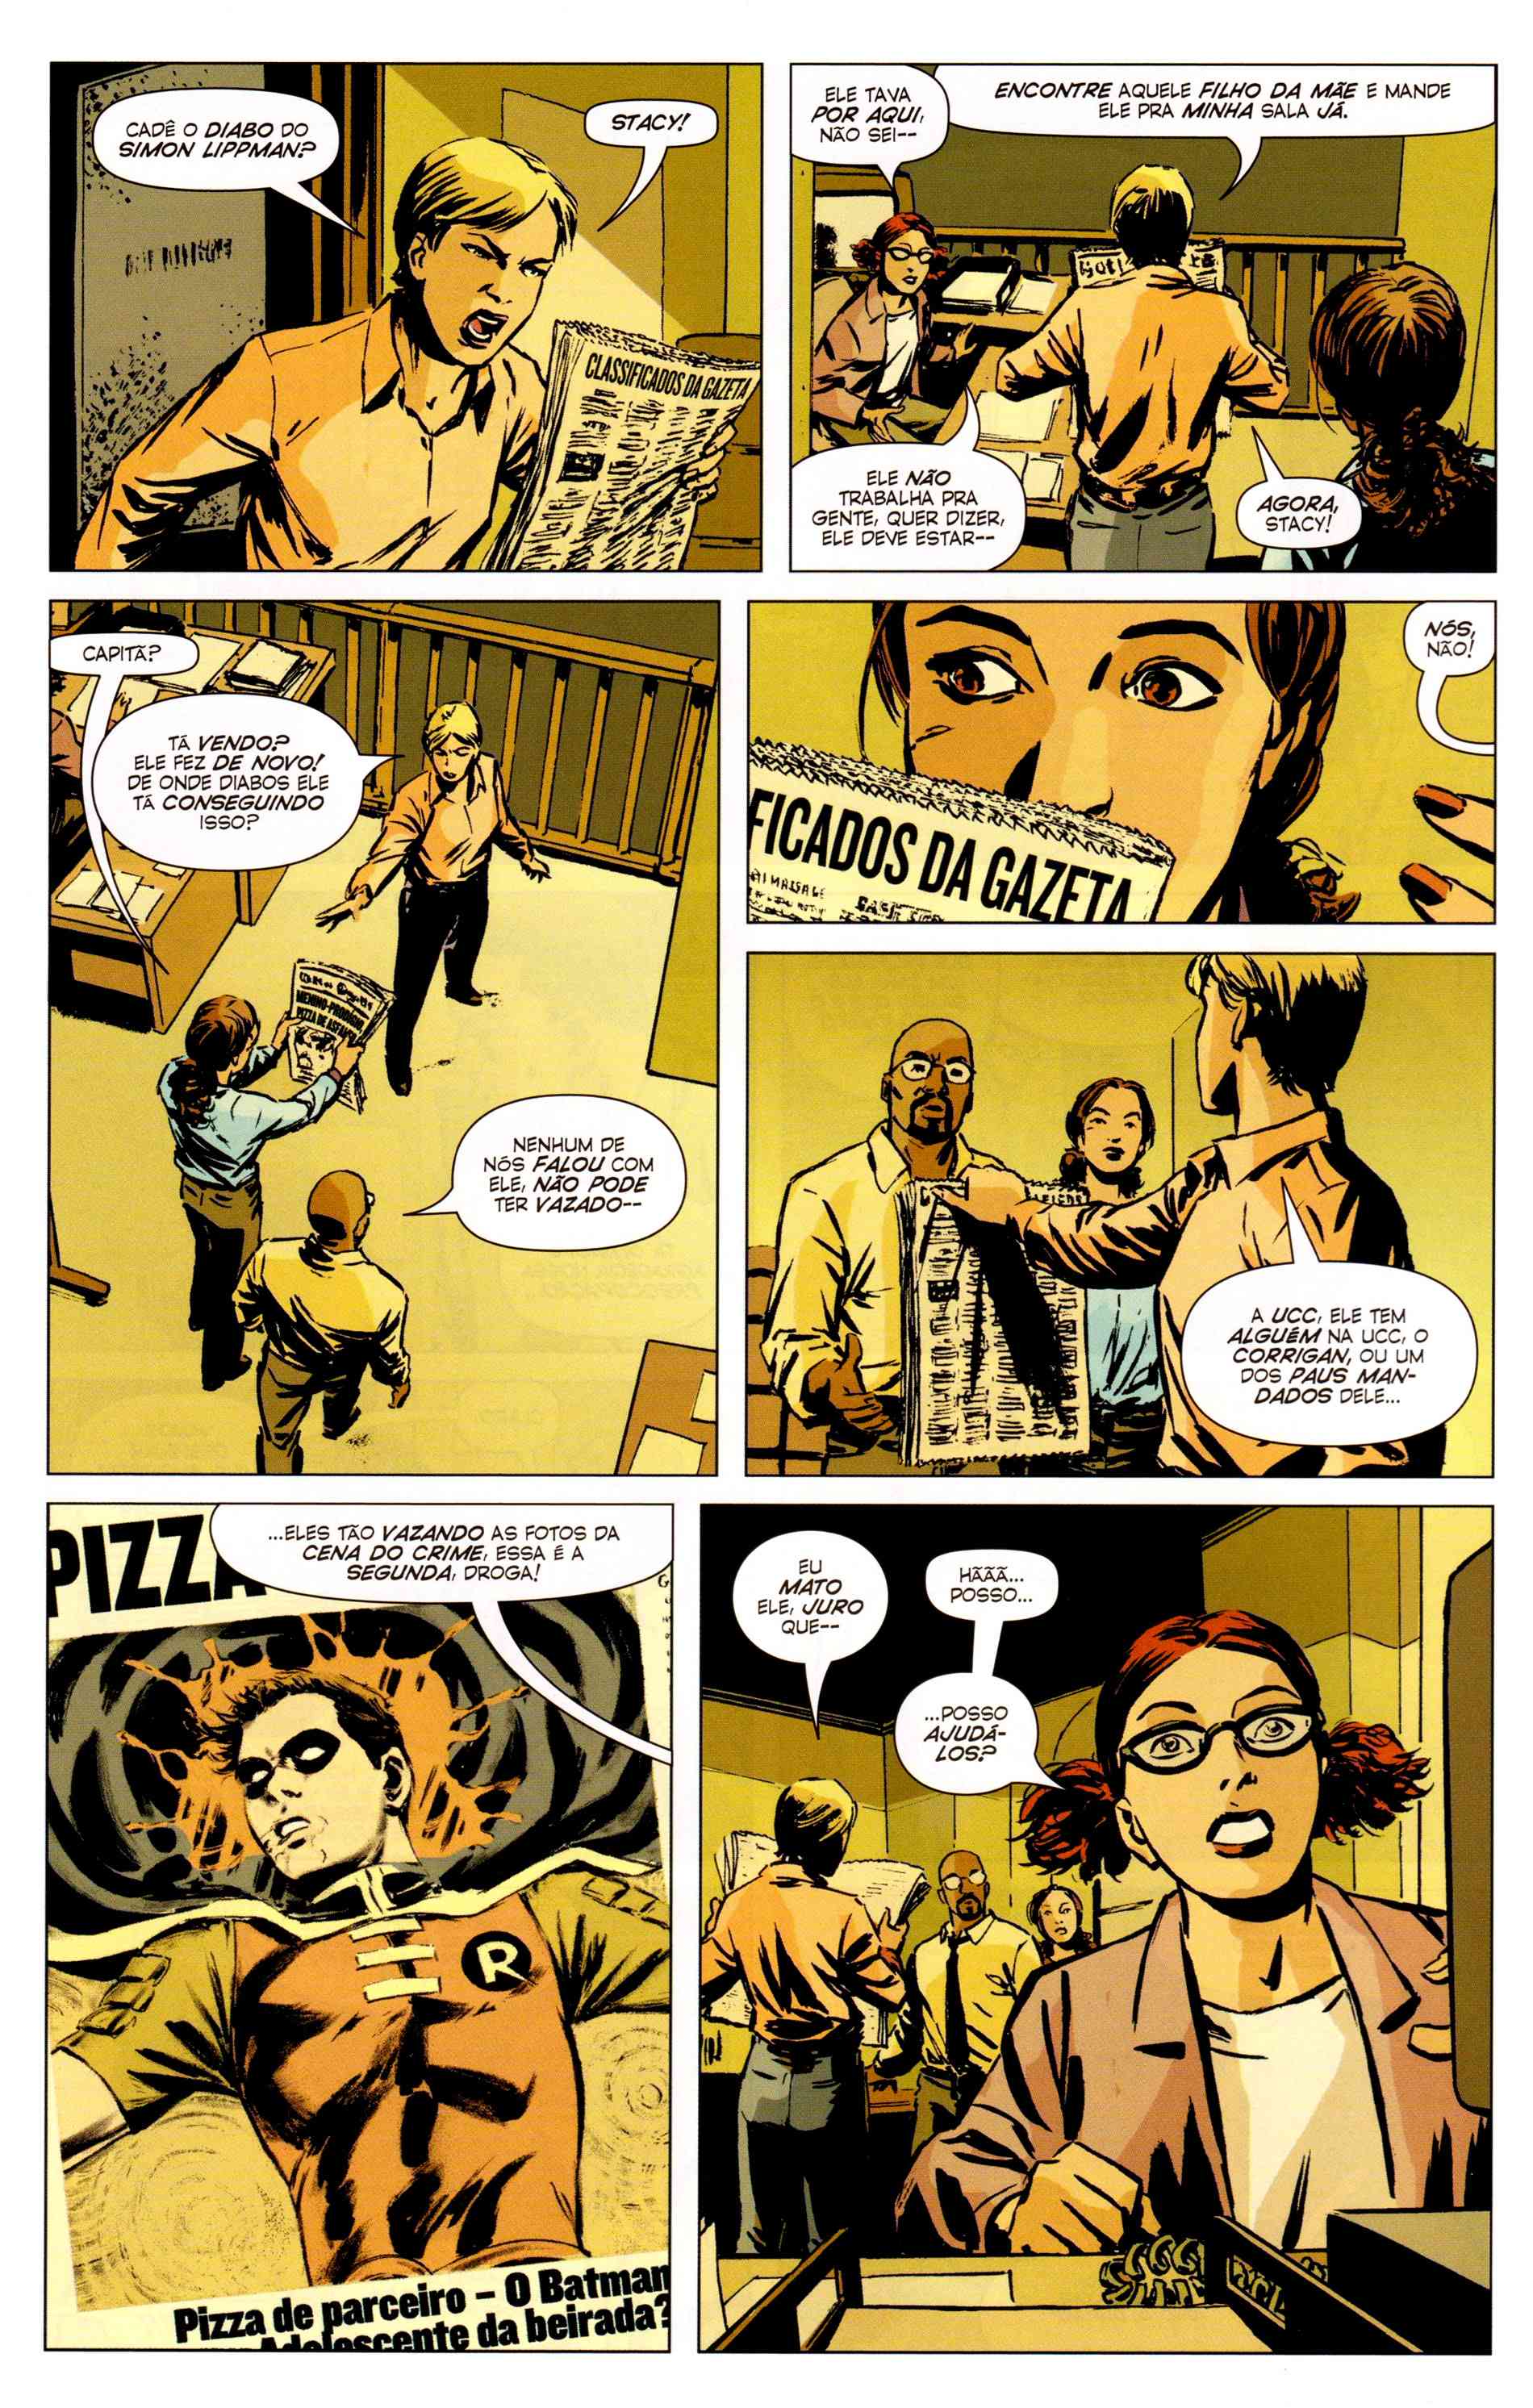 CADÊ O DIABO DO
SIMON LIPPMAN?
STACY!
CLASSIFICADOS DA GAZETA
ELE TAVA
POR AQUI,
NÃO SEI--
ENCONTRE AQUELE FILHO DA MÃE E MANDE
ELE PRA MINHA SALA JÁ.
ELE NÃO
TRABALHA PRA
GENTE, QUER DIZER,
ELE DEVE ESTAR--
AGORA,
STACY!
CAPITÃ?
TÁ VENDO?
ELE FEZ DE NOVO!
DE ONDE DIABOS ELE
TÁ CONSEGUINDO
ISSO?
MENINO-PRODÍGIO
PIZZA DE ASFALTO
NENHUM DE
NÓS FALOU COM
ELE, NÃO PODE
TER VAZADO--
NÓS,
NÃO!
FICADOS DA GAZETA
A UCC, ELE TEM
ALGUÉM NA UCC, O
CORRIGAN, OU UM
DOS PAUS MAN-
DADOS DELE...
PIZZA
...ELES TÃO VAZANDO AS FOTOS DA
CENA DO CRIME, ESSA É A
SEGUNDA, DROGA!
R
Pizza de parceiro – O Batman
Adolescente da beirada?
EU
MATO
ELE, JURO
QUE--
HÃÃÃ...
POSSO...
...POSSO
AJUDÁ-
LOS?